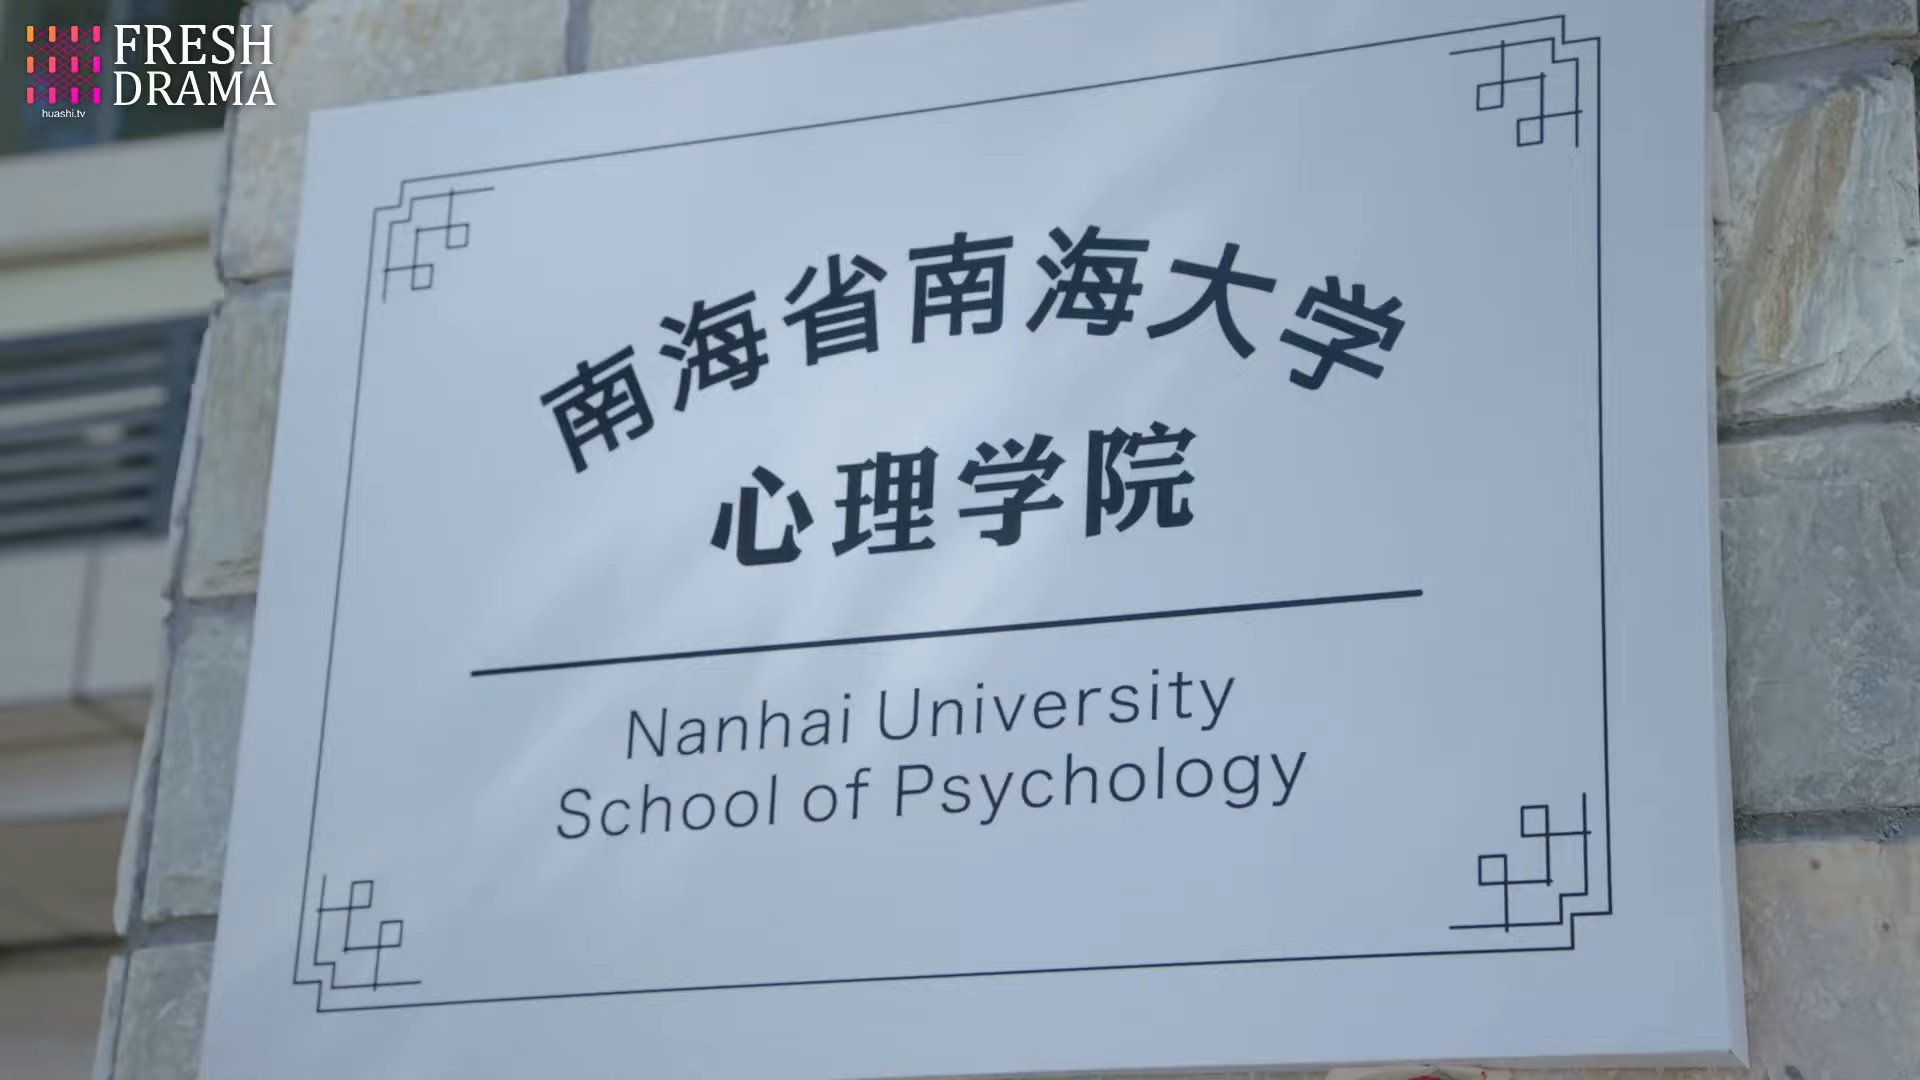 FRESH
DRAMA
huashi.tv
南海省南海大学
心理学院
Nanhai University
School of Psychology